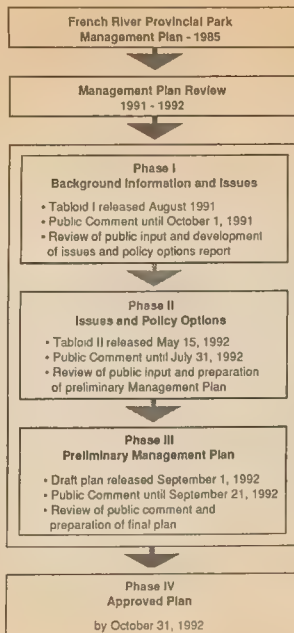 French River Provincial Park
Management Plan - 1985
Management Plan Review
1991 - 1992
Phase I
Background Information and Issues
• Tabloid I released August 1991
• Public Comment until October 1, 1991
• Review of public input and development
of issues and policy options report
Phase II
Issues and Policy Options
• Tabloid II released May 15, 1992
• Public Comment until July 31, 1992
• Review of public input and preparation
of preliminary Management Plan
Phase III
Preliminary Management Plan
• Draft plan released September 1, 1992
• Public Comment until September 21, 1992
• Review of public comment and
preparation of final plan
Phase IV
Approved Plan
by October 31, 1992